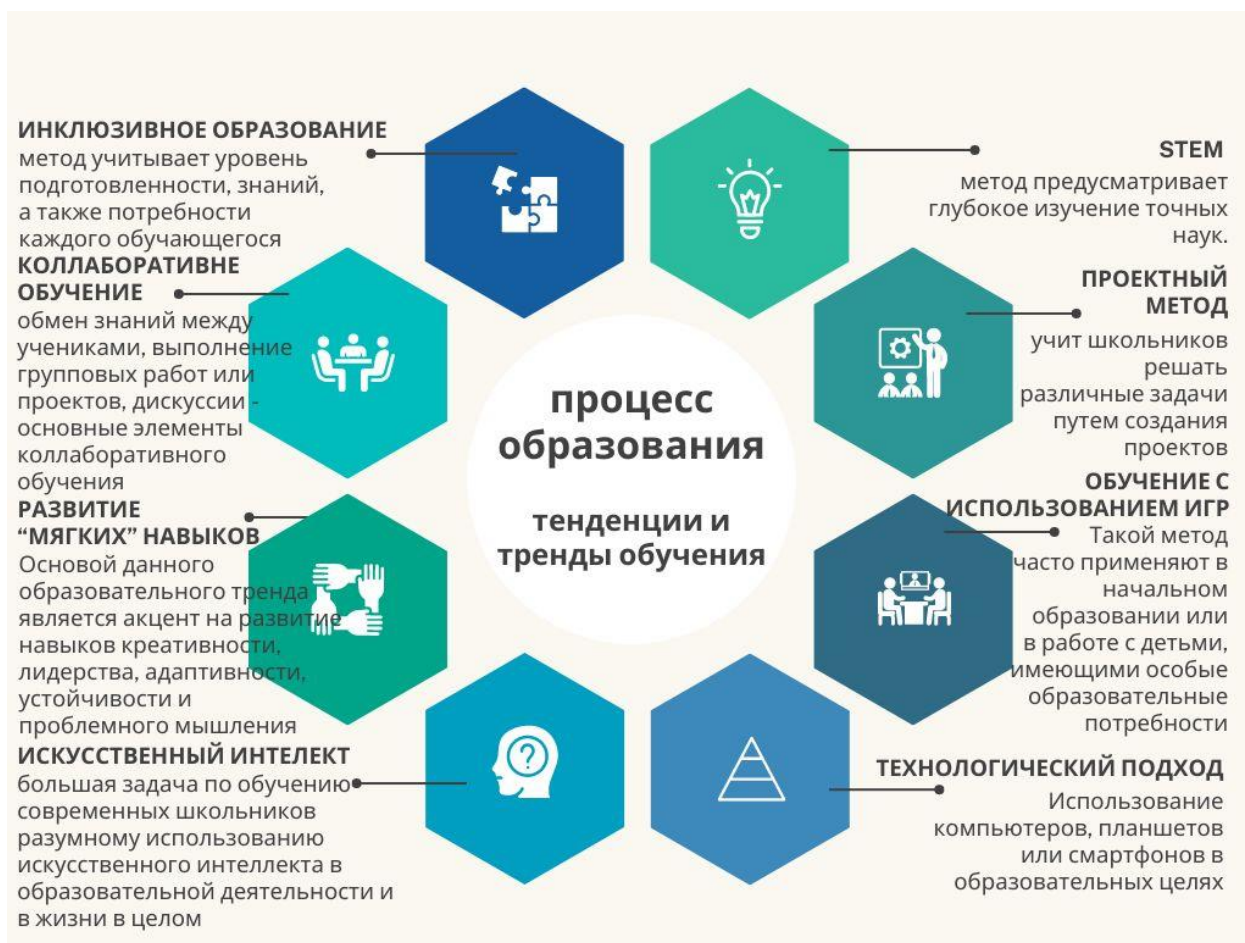 ИНКЛЮЗИВНОЕ ОБРАЗОВАНИЕ
метод учитывает уровень
подготовленности, знаний,
а также потребности
каждого обучающегося
КОЛЛАБОРАТИВНЕ
ОБУЧЕНИЕ
обмен знаний между
учениками, выполнение
групповых работ или
проектов, дискуссии -
основные элементы
коллаборативного
обучения
РАЗВИТИЕ
“МЯГКИХ” НАВЫКОВ
Основой данного
образовательного тренда
является акцент на развитие
навыков креативности,
лидерства, адаптивности,
устойчивости и
проблемного мышления
ИСКУССТВЕННЫЙ ИНТЕЛЕКТ
большая задача по обучению
современных школьников
разумному использованию
искусственного интеллекта в
образовательной деятельности и
в жизни в целом
процесс
образования
тенденции и
тренды обучения
STEM
метод предусматривает
глубокое изучение точных
наук.
ПРОЕКТНЫЙ
МЕТОД
учит школьников
решать
различные задачи
путем создания
проектов
ОБУЧЕНИЕ С
ИСПОЛЬЗОВАНИЕМ ИГР
Такой метод
часто применяют в
начальном
образовании или
в работе с детьми,
имеющими особые
образовательные
потребности
ТЕХНОЛОГИЧЕСКИЙ ПОДХОД
Использование
компьютеров, планшетов
или смартфонов в
образовательных целях